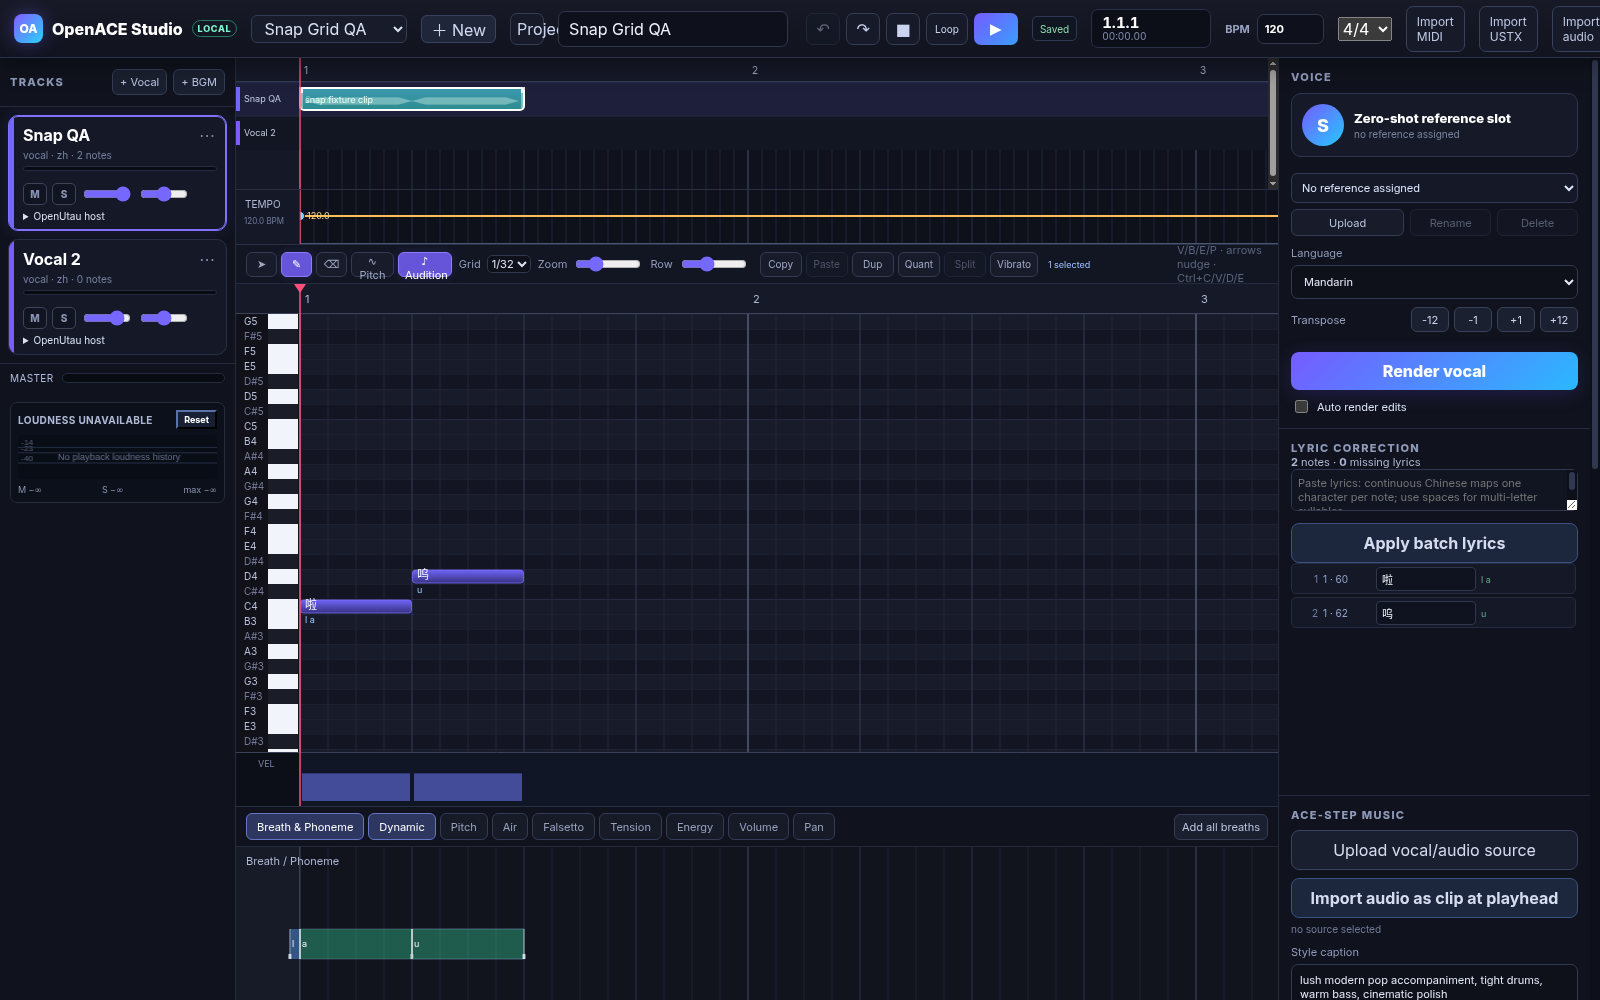 OA OpenACE Studio LOCAL Snap Grid QA + New Projec Snap Grid QA Loop Saved 1.1.1 00:00.00 BPM 120 4/4 Import MIDI Import USTX Import audio
TRACKS + Vocal + BGM
Snap QA ...
vocal · zh · 2 notes
M S
▶ OpenUtau host
Vocal 2 ...
vocal · zh · 0 notes
M S
▶ OpenUtau host
MASTER
LOUDNESS UNAVAILABLE Reset
-14
-23
-40
No playback loudness history
M −∞ S −∞ max −∞
1 2 3
Snap QA snap fixture clip
Vocal 2
TEMPO
120.0 BPM 120.0
Pitch Audition Grid 1/32 Zoom Row Copy Paste Dup Quant Split Vibrato 1 selected
V/B/E/P · arrows
nudge ·
Ctrl+C/V/D/E
1 2 3
G5
F#5
F5
E5
D#5
D5
C#5
C5
B4
A#4
A4
G#4
G4
F#4
F4
E4
D#4
D4 呜
C#4 u
C4 啦
B3 l a
A#3
A3
G#3
G3
F#3
F3
E3
D#3
VEL
Breath & Phoneme Dynamic Pitch Air Falsetto Tension Energy Volume Pan Add all breaths
Breath / Phoneme
l a u
VOICE
S Zero-shot reference slot
no reference assigned
No reference assigned
Upload Rename Delete
Language
Mandarin
Transpose -12 -1 +1 +12
Render vocal
Auto render edits
LYRIC CORRECTION
2 notes · 0 missing lyrics
Paste lyrics: continuous Chinese maps one
character per note; use spaces for multi-letter
Apply batch lyrics
1 1 · 60 啦 l a
2 1 · 62 呜 u
ACE-STEP MUSIC
Upload vocal/audio source
Import audio as clip at playhead
no source selected
Style caption
lush modern pop accompaniment, tight drums,
warm bass, cinematic polish